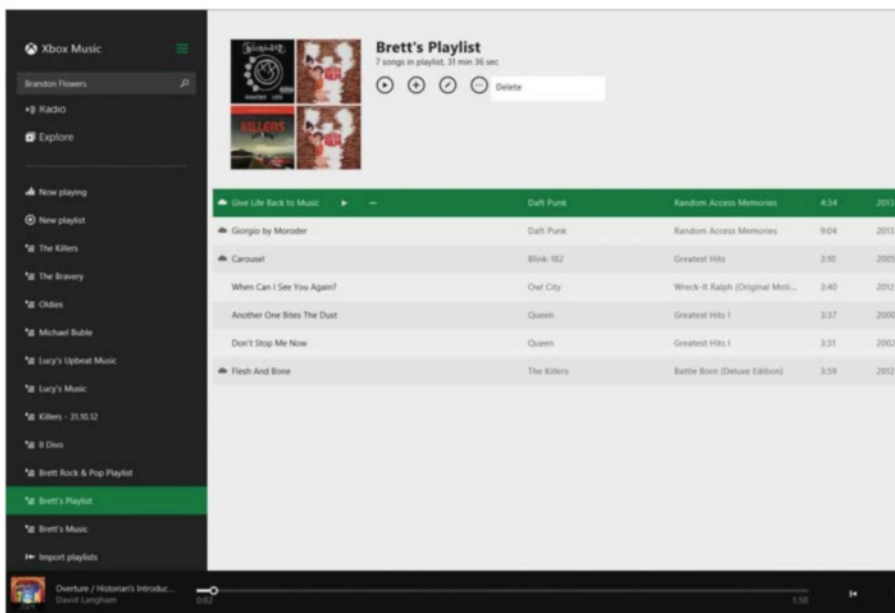 Xbox Music
Brandon Flowers
Radio
Explore
Now playing
New playlist
The Killers
The Bravery
Oldies
Michael Buble
Lucy's Upbeat Music
Lucy's Music
Killers - 31.10.12
Il Divo
Brett Rock & Pop Playlist
Brett's Playlist
Brett's Music
Import playlists
blink-182
KILLERS
Brett's Playlist
7 songs in playlist, 31 min 36 sec
Delete
Give Life Back to Music Daft Punk Random Access Memories 4:34 2013
Giorgio by Moroder Daft Punk Random Access Memories 9:04 2013
Carousel Blink-182 Greatest Hits 3:10 2005
When Can I See You Again? Owl City Wreck-It Ralph (Original Moti... 3:40 2012
Another One Bites The Dust Queen Greatest Hits I 3:37 2000
Don't Stop Me Now Queen Greatest Hits I 3:31 2002
Flesh And Bone The Killers Battle Born (Deluxe Edition) 3:59 2012
Overture / Historian's Introduc...
David Langham
0:02 1:50